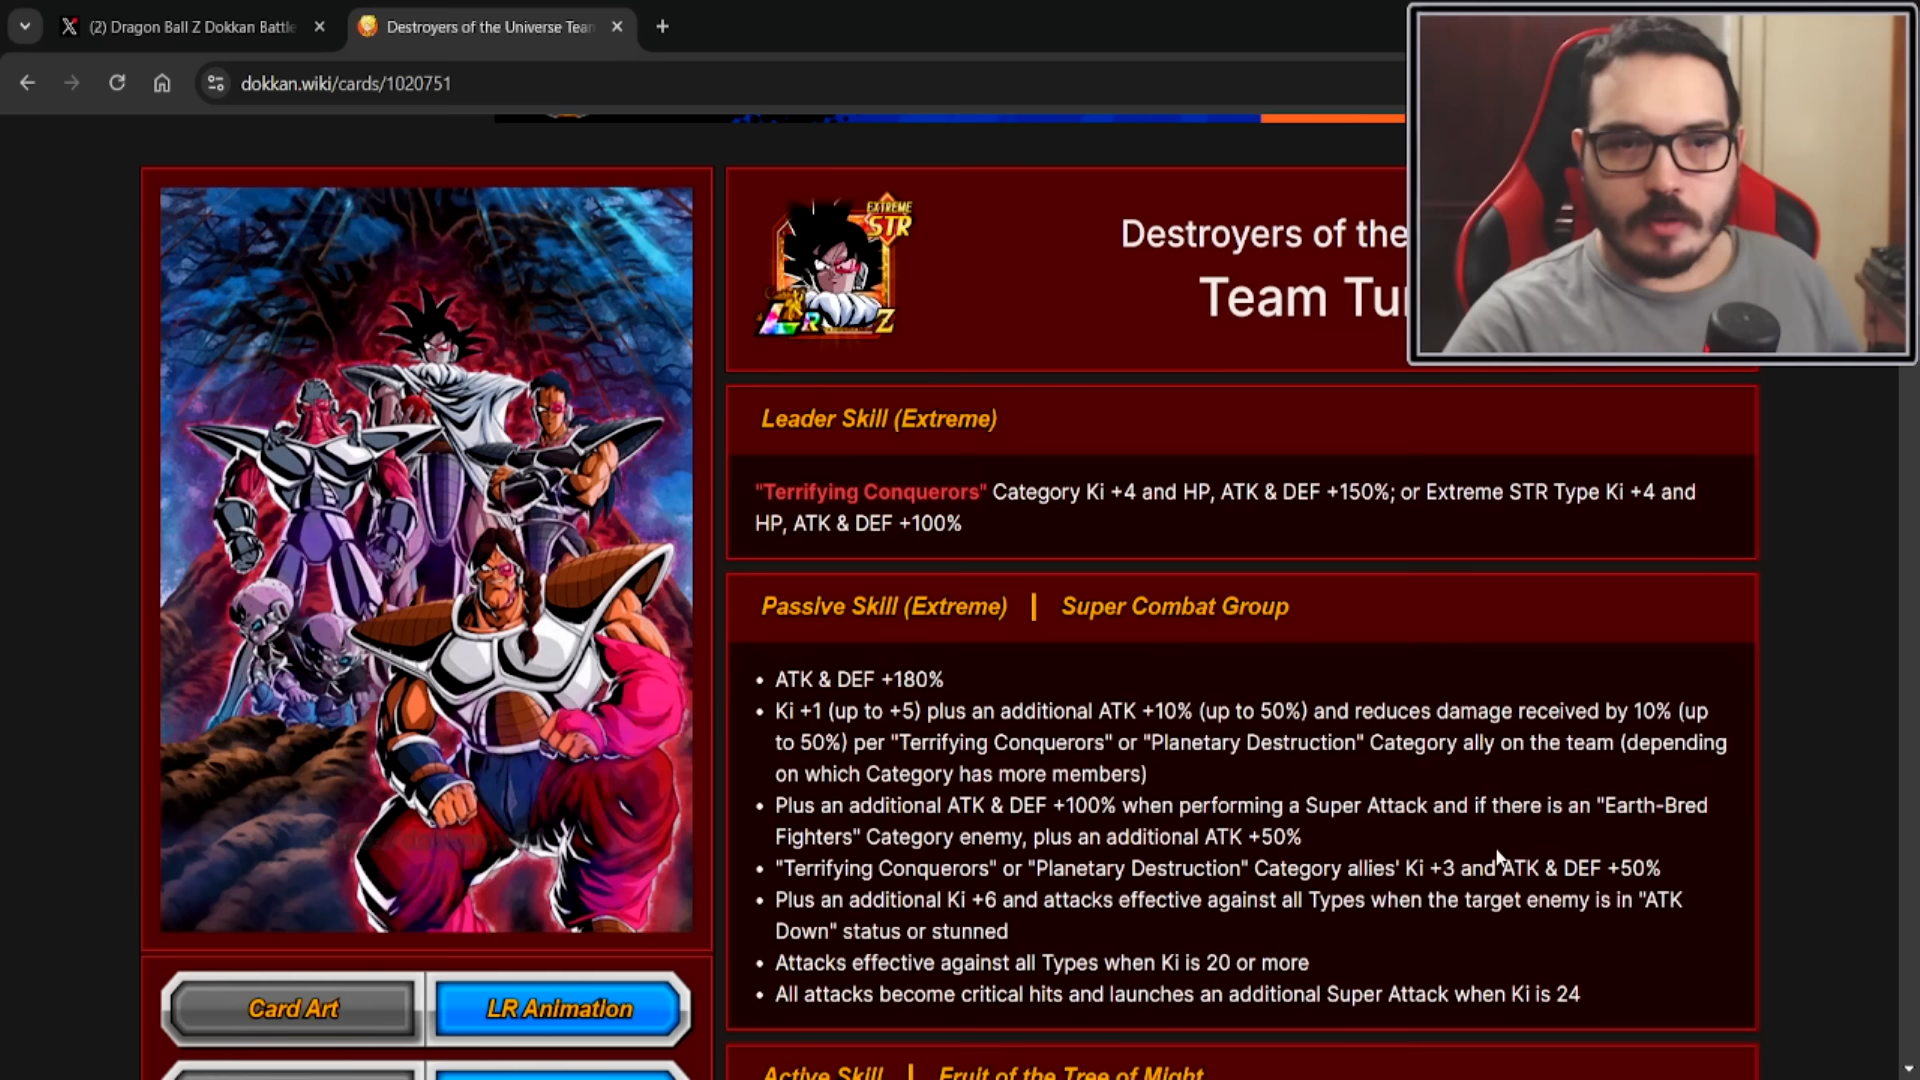 (2) Dragon Ball Z Dokkan Battle
Destroyers of the Universe Tean
dokkan.wiki/cards/1020751
EXTREME
STR
LR
Z
Destroyers of the
Team Tur
Leader Skill (Extreme)
"Terrifying Conquerors" Category Ki +4 and HP, ATK & DEF +150%; or Extreme STR Type Ki +4 and
HP, ATK & DEF +100%
Passive Skill (Extreme) | Super Combat Group
• ATK & DEF +180%
• Ki +1 (up to +5) plus an additional ATK +10% (up to 50%) and reduces damage received by 10% (up
to 50%) per "Terrifying Conquerors" or "Planetary Destruction" Category ally on the team (depending
on which Category has more members)
• Plus an additional ATK & DEF +100% when performing a Super Attack and if there is an "Earth-Bred
Fighters" Category enemy, plus an additional ATK +50%
• "Terrifying Conquerors" or "Planetary Destruction" Category allies' Ki +3 and ATK & DEF +50%
• Plus an additional Ki +6 and attacks effective against all Types when the target enemy is in "ATK
Down" status or stunned
• Attacks effective against all Types when Ki is 20 or more
• All attacks become critical hits and launches an additional Super Attack when Ki is 24
Card Art
LR Animation
Active Skill | Fruit of the Tree of Might